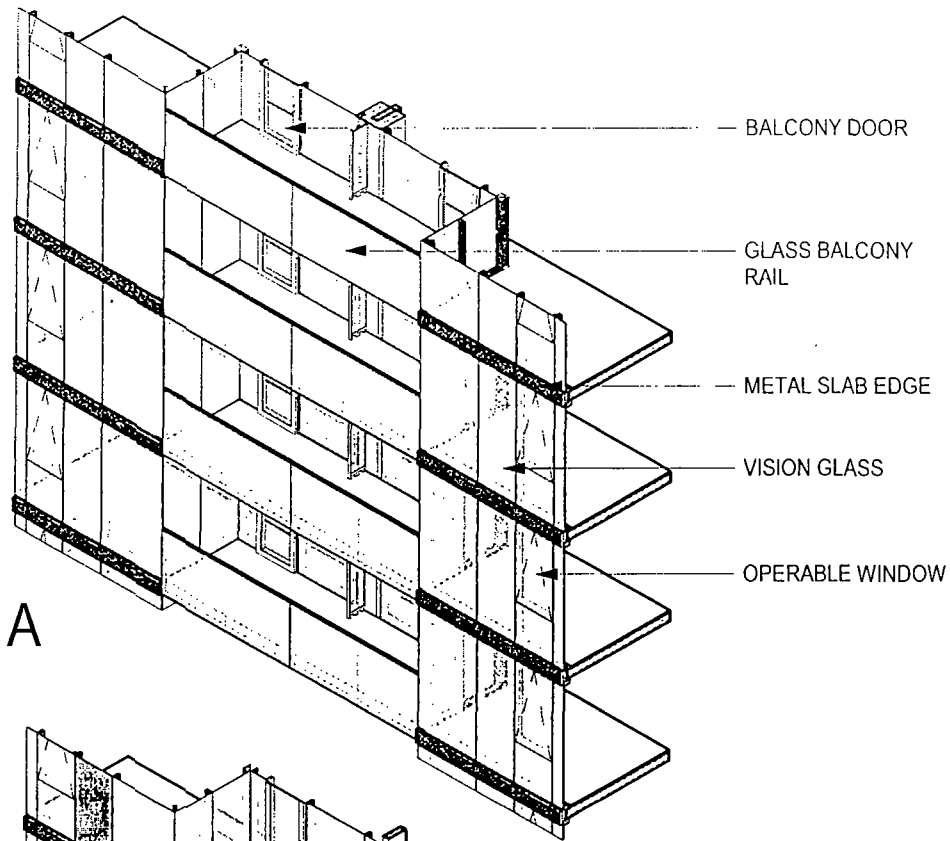 BALCONY DOOR
GLASS BALCONY
RAIL
METAL SLAB EDGE
VISION GLASS
OPERABLE WINDOW
A